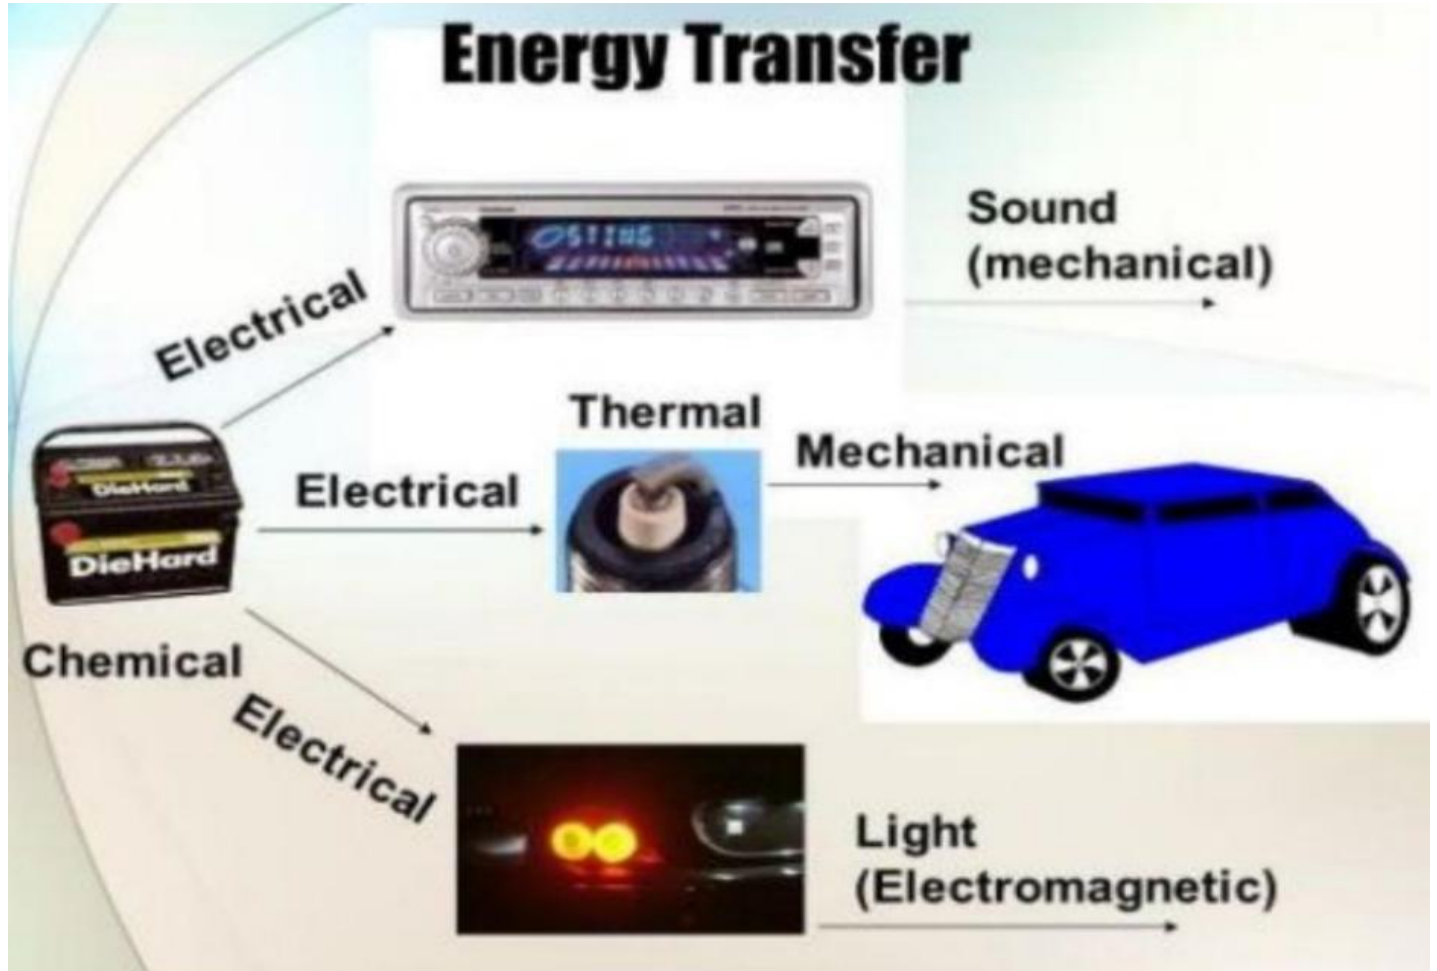 Energy Transfer
Sound
(mechanical)
Electrical
Thermal
Mechanical
Electrical
DieHard
DieHard
Chemical
Electrical
Light
(Electromagnetic)